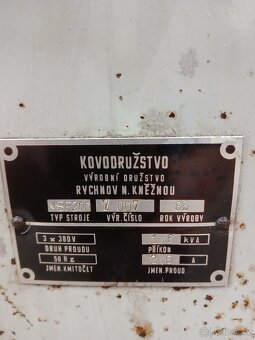 KOVODRUŽSTVO
VÝROBNÍ DRUŽSTVO
RYCHNOV N. KNĚŽNOU
TYP STROJE VÝR. ČÍSLO ROK VÝROBY
3 x 380V kVA
DRUH PROUDU PŘÍKON
50 Hz A
JMEN. KMITOČET JMEN. PROUD